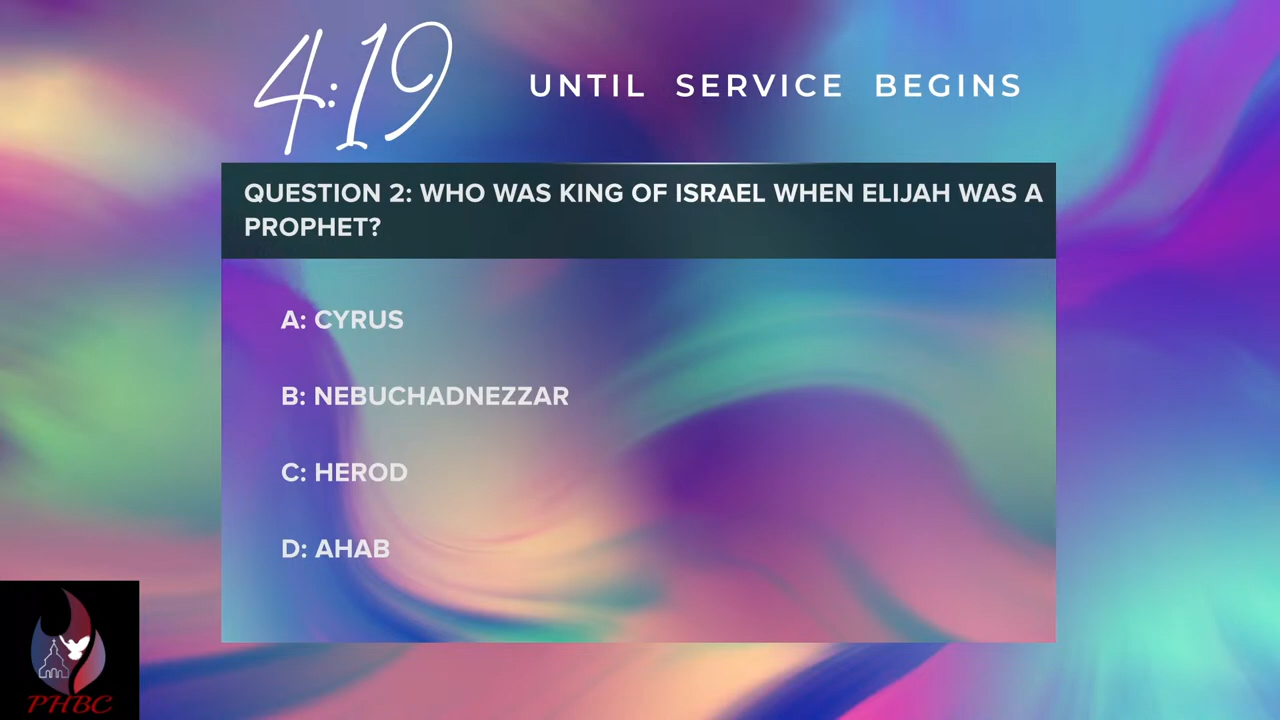 4:19
UNTIL SERVICE BEGINS
QUESTION 2: WHO WAS KING OF ISRAEL WHEN ELIJAH WAS A
PROPHET?
A: CYRUS
B: NEBUCHADNEZZAR
C: HEROD
D: AHAB
PHBC